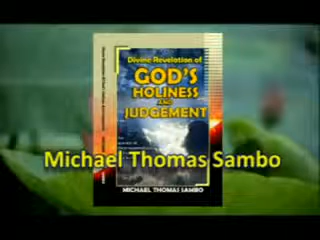 Divine Revelation of
GOD'S
HOLINESS
AND
JUDGEMENT
Michael Thomas Sambo
MICHAEL THOMAS SAMBO